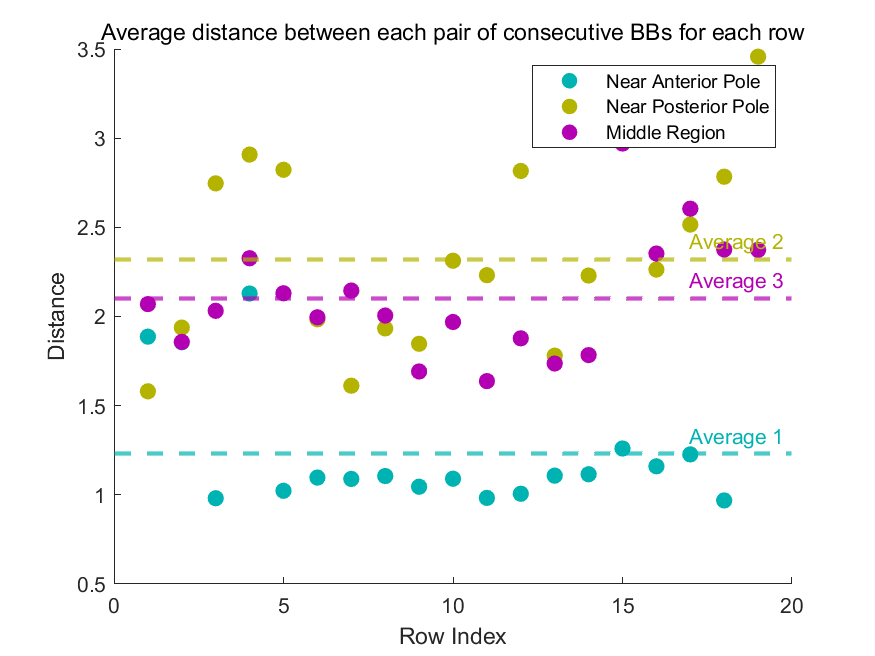 Average distance between each pair of consecutive BBs for each row
3.5
3
2.5
2
1.5
1
0.5
0
5
10
15
20
Distance
Row Index
Near Anterior Pole
Near Posterior Pole
Middle Region
Average 2
Average 3
Average 1